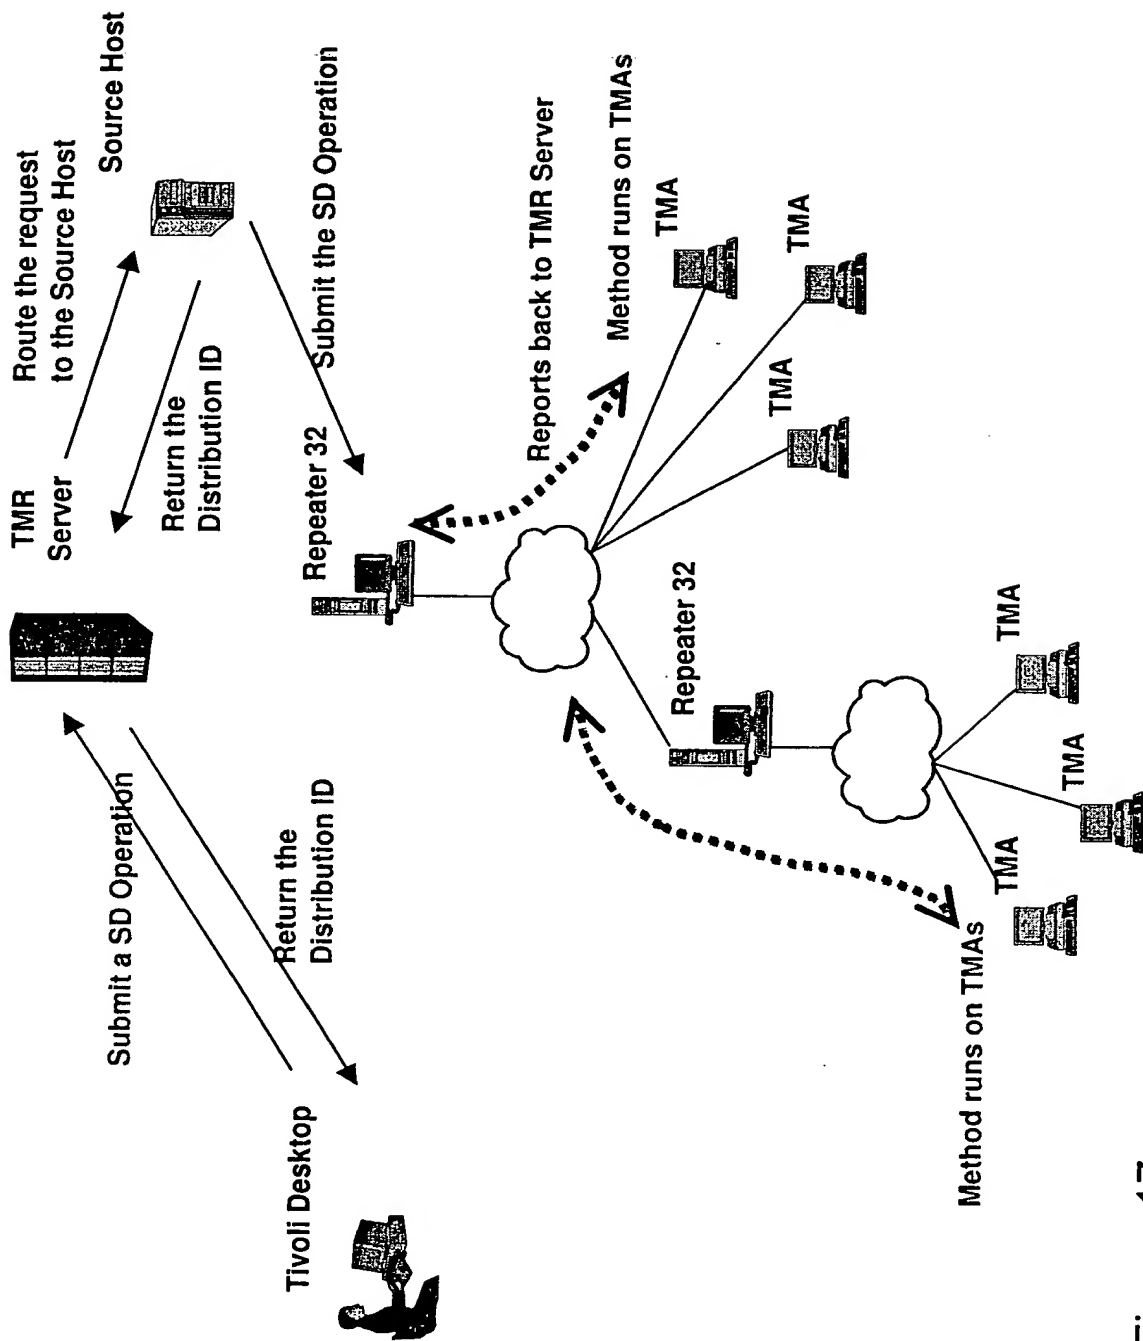 Tivoli Desktop
Submit a SD Operation
Return the
Distribution ID
TMR
Server
Route the request
to the Source Host
Source Host
Return the
Distribution ID
Submit the SD Operation
Repeater 32
Reports back to TMR Server
Method runs on TMAs
TMA
TMA
TMA
Repeater 32
TMA
TMA
TMA
Method runs on TMAs